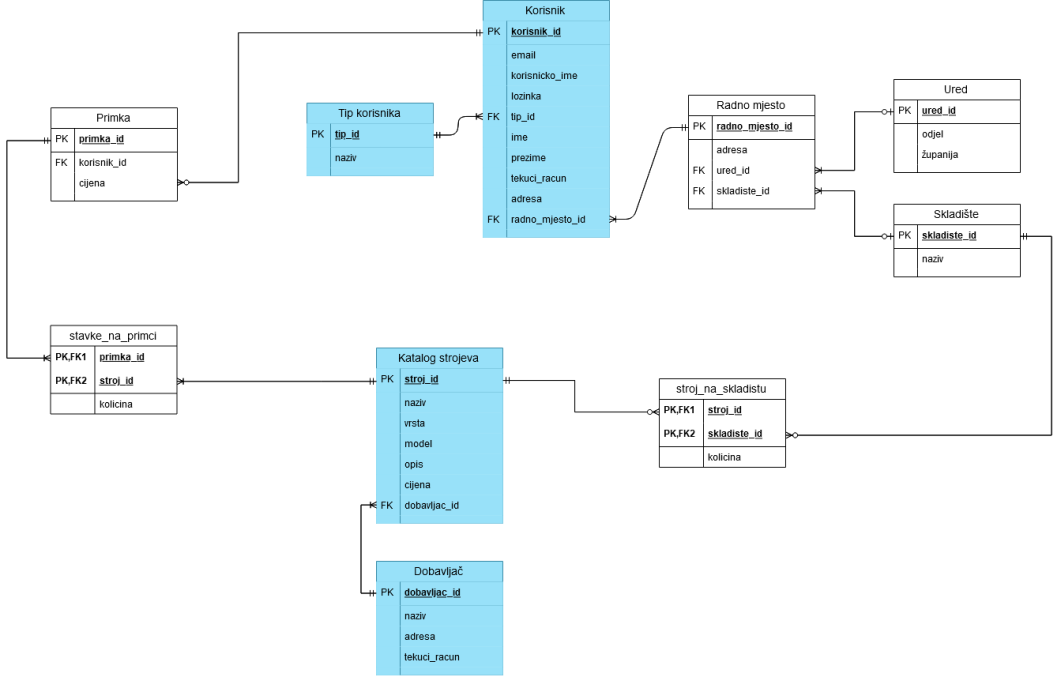 Korisnik
PK korisnik_id
email
korisnicko_ime
lozinka
FK tip_id
ime
prezime
tekuci_racun
adresa
FK radno_mjesto_id
Tip korisnika
PK tip_id
naziv
Primka
PK primka_id
FK korisnik_id
cijena
Radno mjesto
PK radno_mjesto_id
adresa
FK ured_id
FK skladiste_id
Ured
PK ured_id
odjel
županija
Skladište
PK skladiste_id
naziv
stavke_na_primci
PK,FK1 primka_id
PK,FK2 stroj_id
kolicina
Katalog strojeva
PK stroj_id
naziv
vrsta
model
opis
cijena
FK dobavljac_id
stroj_na_skladistu
PK,FK1 stroj_id
PK,FK2 skladiste_id
kolicina
Dobavljač
PK dobavljac_id
naziv
adresa
tekuci_racun